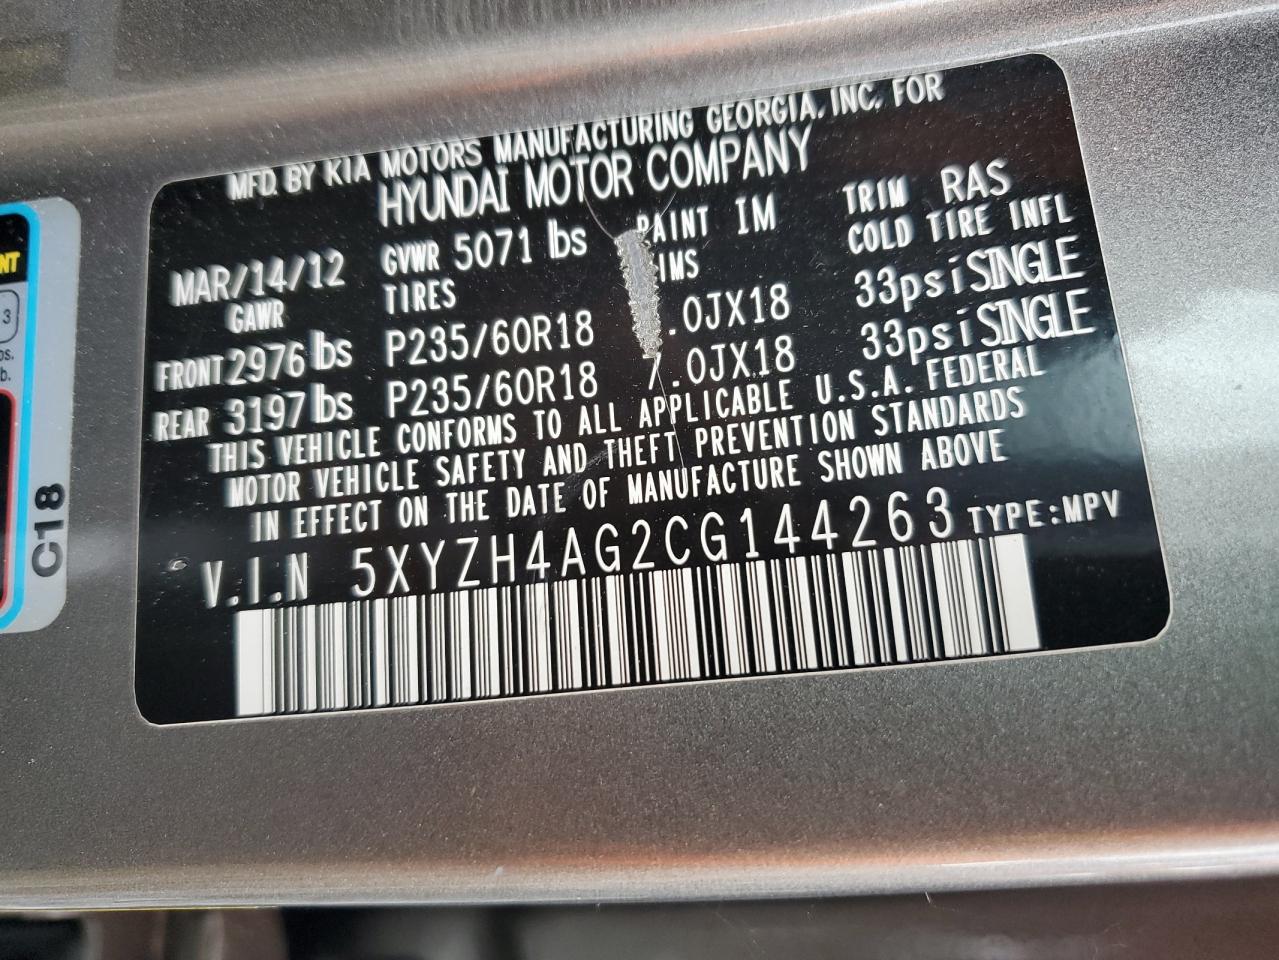 MFD. BY KIA MOTORS MANUFACTURING GEORGIA, INC. FOR
HYUNDAI MOTOR COMPANY
MAR/14/12 GVWR 5071 lbs PAINT IM TRIM RAS
GAWR TIRES IMS COLD TIRE INFL
FRONT 2976 lbs P235/60R18 .0JX18 33psi SINGLE
REAR 3197 lbs P235/60R18 7.0JX18 33psi SINGLE
THIS VEHICLE CONFORMS TO ALL APPLICABLE U.S.A. FEDERAL
MOTOR VEHICLE SAFETY AND THEFT PREVENTION STANDARDS
IN EFFECT ON THE DATE OF MANUFACTURE SHOWN ABOVE
V.I.N 5XYZH4AG2CG144263 TYPE:MPV
NT
3
C18